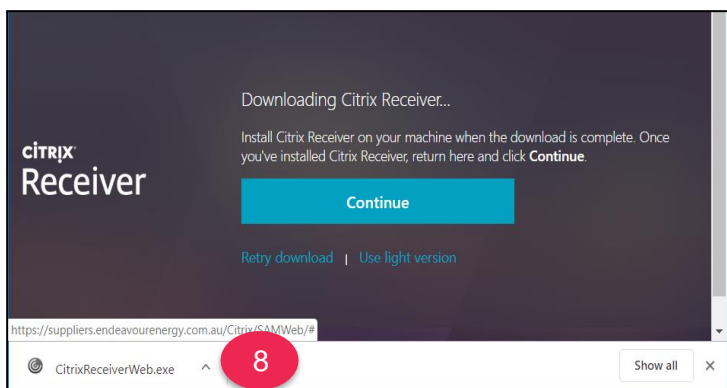 Downloading Citrix Receiver...
Install Citrix Receiver on your machine when the download is complete. Once
you've installed Citrix Receiver, return here and click Continue.
CİTRIX
Receiver
Continue
Retry download | Use light version
https://suppliers.endeavourenergy.com.au/Citrix/SAMWeb/#
CitrixReceiverWeb.exe
8
Show all